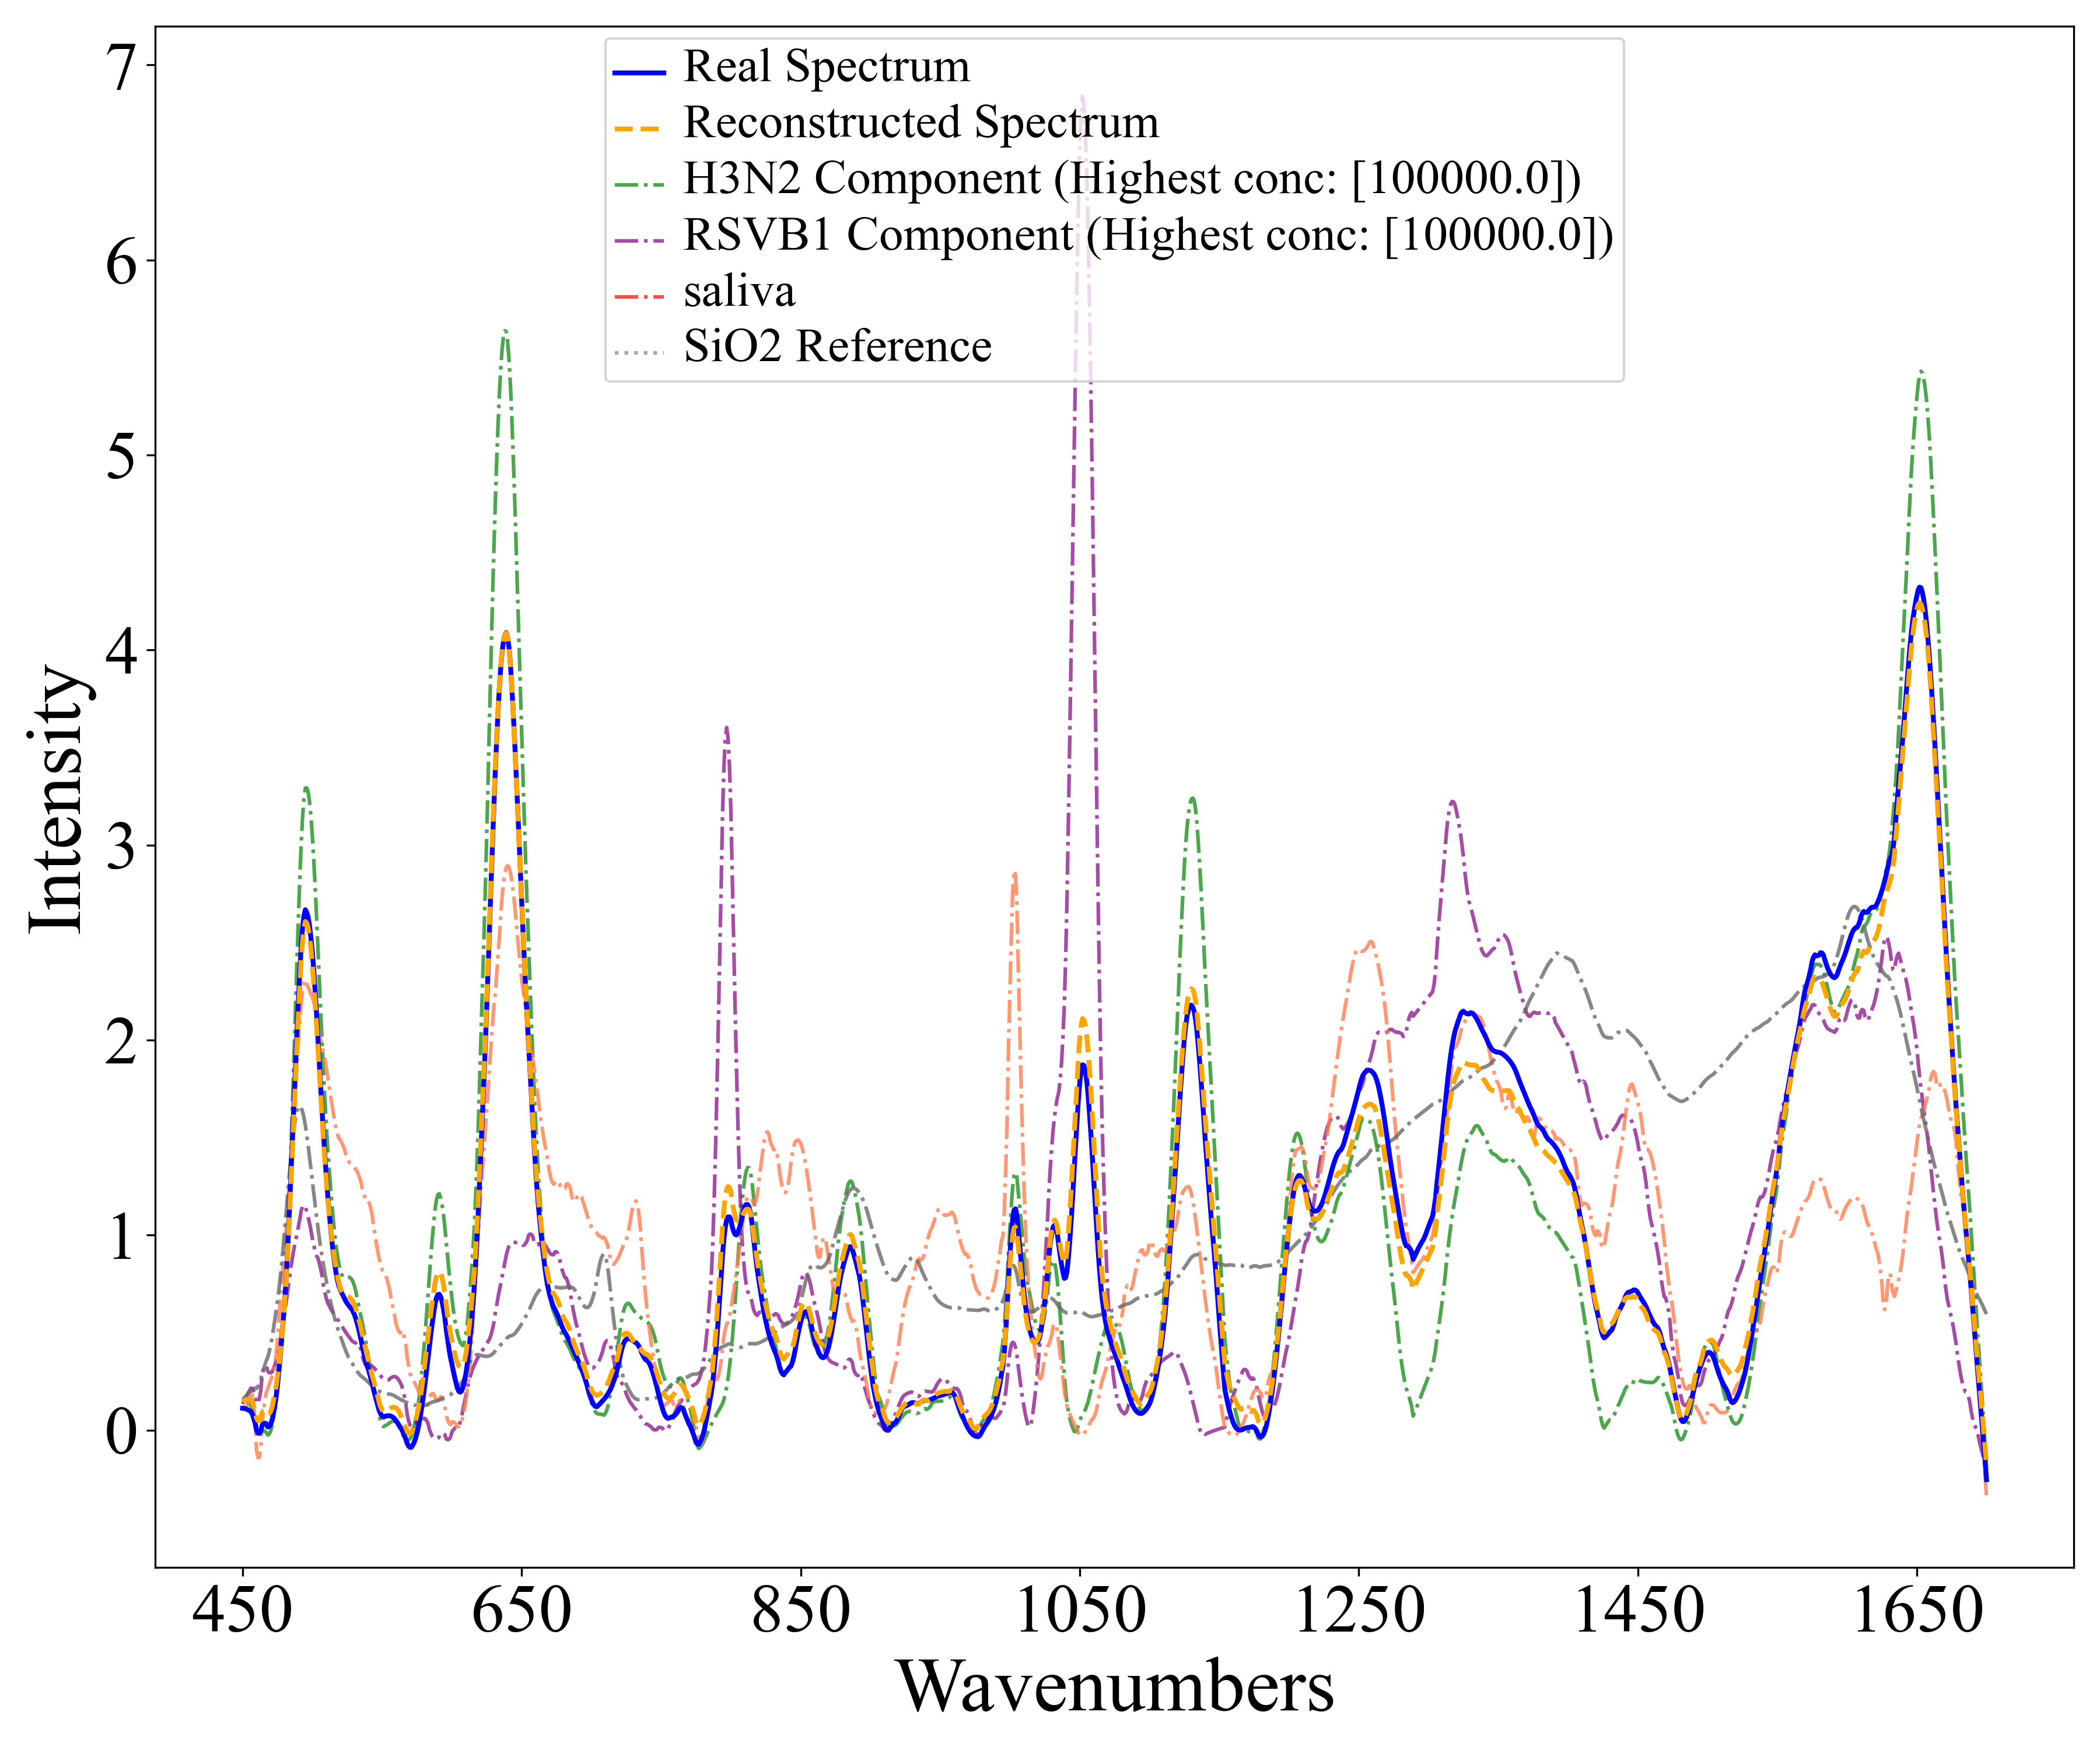 Real Spectrum
Reconstructed Spectrum
H3N2 Component (Highest conc: [100000.0])
RSVB1 Component (Highest conc: [100000.0])
saliva
SiO2 Reference
7
6
5
4
3
2
1
0
Intensity
450 650 850 1050 1250 1450 1650
Wavenumbers